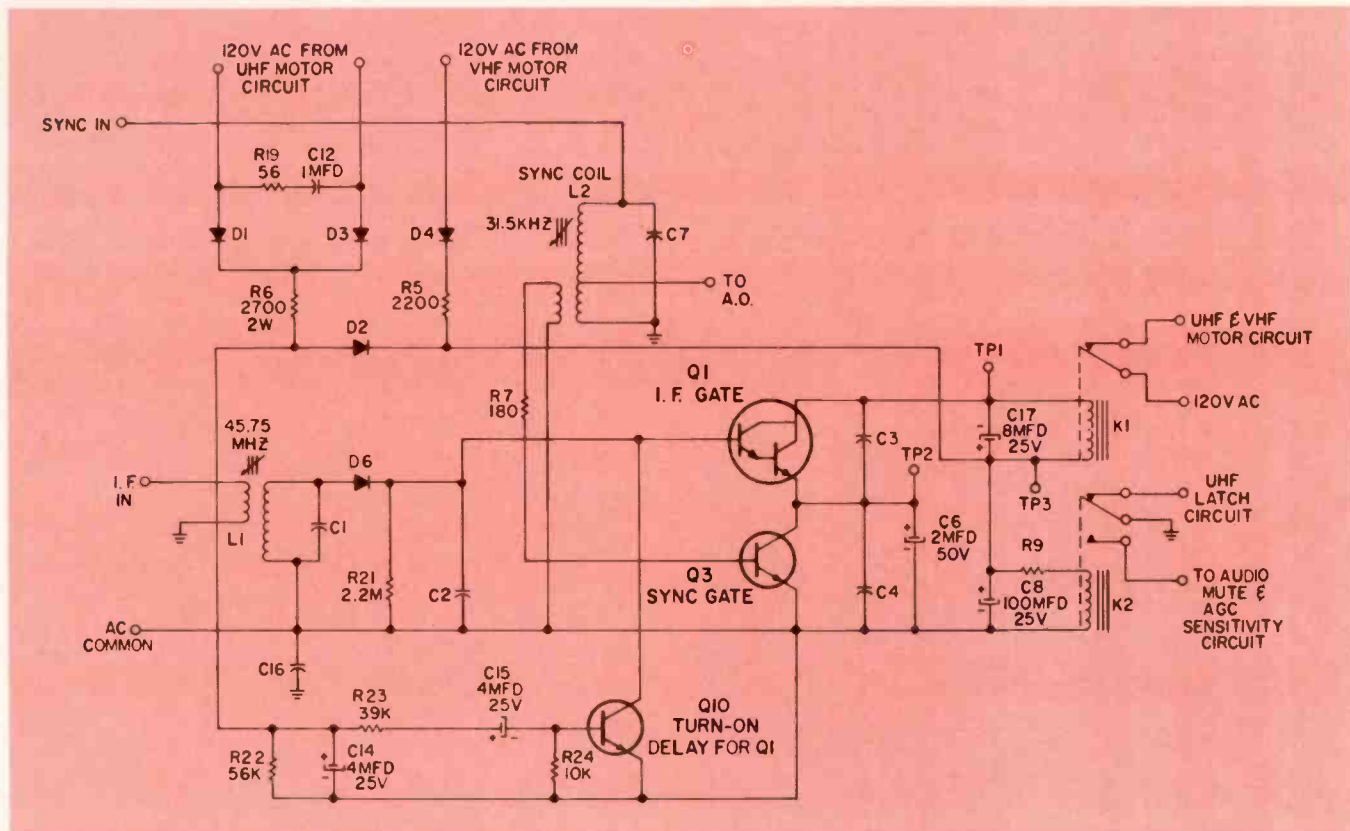 120V AC FROM
UHF MOTOR
CIRCUIT
120V AC FROM
VHF MOTOR
CIRCUIT
SYNC IN
R19
56
C12
1MFD
SYNC COIL
L2
31.5KHZ
C7
D1
D3
D4
TO
A.O.
R6
2700
2W
R5
2200
D2
UHF & VHF
MOTOR CIRCUIT
TP1
Q1
I.F. GATE
R7
180
120V AC
C17
8MFD
25V
K1
45.75
MHZ
C3
TP2
D6
I.F.
IN
TP3
UHF
LATCH
CIRCUIT
L1
C1
C6
2MFD
50V
R9
R21
2.2M
C2
Q3
SYNC GATE
C4
C8
100MFD
25V
K2
TO AUDIO
MUTE &
AGC
SENSITIVITY
CIRCUIT
AC
COMMON
C16
R23
39K
C15
4MFD
25V
Q10
TURN-ON
DELAY FOR Q1
R22
56K
C14
4MFD
25V
R24
10K